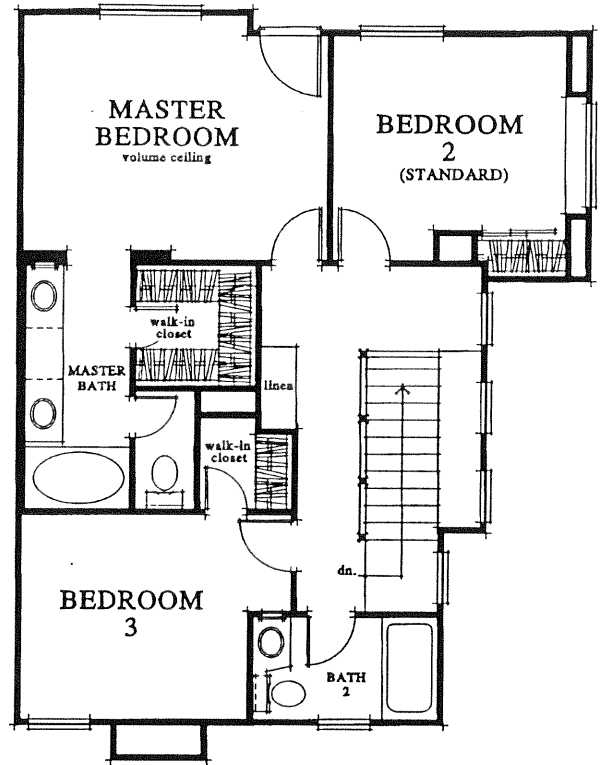 MASTER
BEDROOM
volume ceiling
BEDROOM
2
(STANDARD)
walk-in
closet
MASTER
BATH
linen
walk-in
closet
dn.
BEDROOM
3
BATH
2